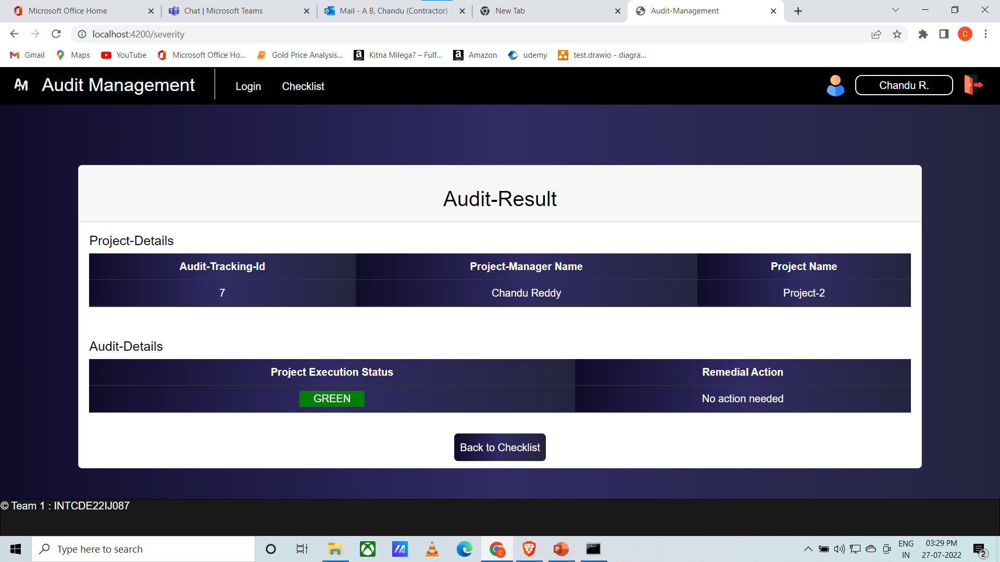 Microsoft Office Home
Chat | Microsoft Teams
Mail - A B, Chandu (Contractor) -
New Tab
Audit-Management
localhost:4200/severity
C
Gmail
Maps
YouTube
Microsoft Office Ho...
Gold Price Analysis...
Kitna Milega? – Fulf...
Amazon
udemy
test.drawio - diagra...
AM
Audit Management
Login
Checklist
Chandu R.
Audit-Result
Project-Details
Audit-Tracking-Id
Project-Manager Name
Project Name
7
Chandu Reddy
Project-2
Audit-Details
Project Execution Status
Remedial Action
GREEN
No action needed
Back to Checklist
© Team 1 : INTCDE22IJ087
Type here to search
ENG
IN
03:29 PM
27-07-2022
2